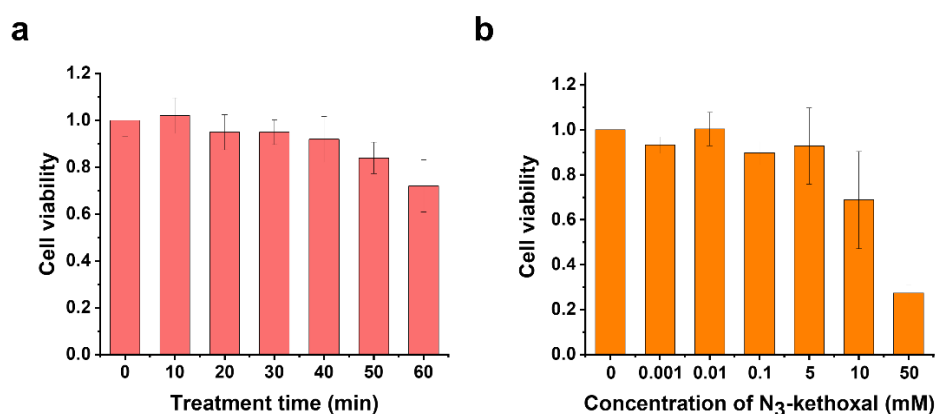 a
Cell viability
1.2
1.0
0.8
0.6
0.4
0.2
0.0
0 10 20 30 40 50 60
Treatment time (min)
b
Cell viability
1.2
1.0
0.8
0.6
0.4
0.2
0.0
0 0.001 0.01 0.1 5 10 50
Concentration of N₃-kethoxal (mM)